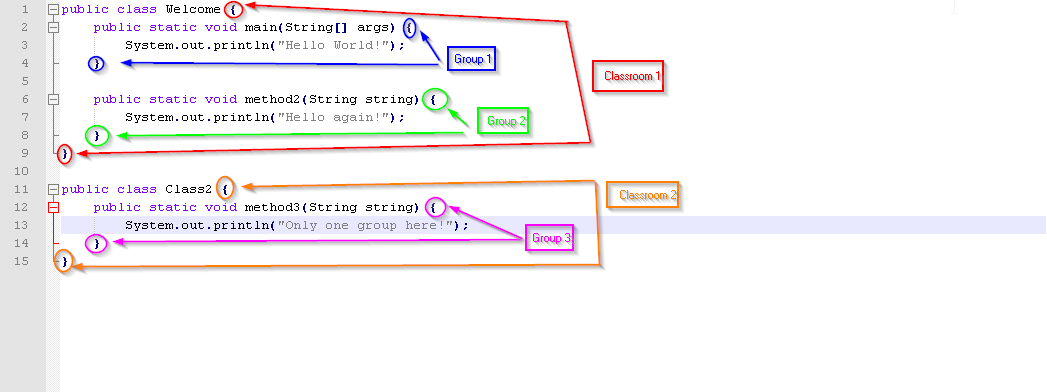 1 public class Welcome {
2 public static void main(String[] args) {
3 System.out.println("Hello World!");
Group 1
4 }
Classroom 1
5
6 public static void method2(String string) {
7 System.out.println("Hello again!");
Group 2
8 }
9 }
10
11 public class Class2 {
Classroom 2
12 public static void method3(String string) {
13 System.out.println("Only one group here!");
Group 3
14 }
15 }